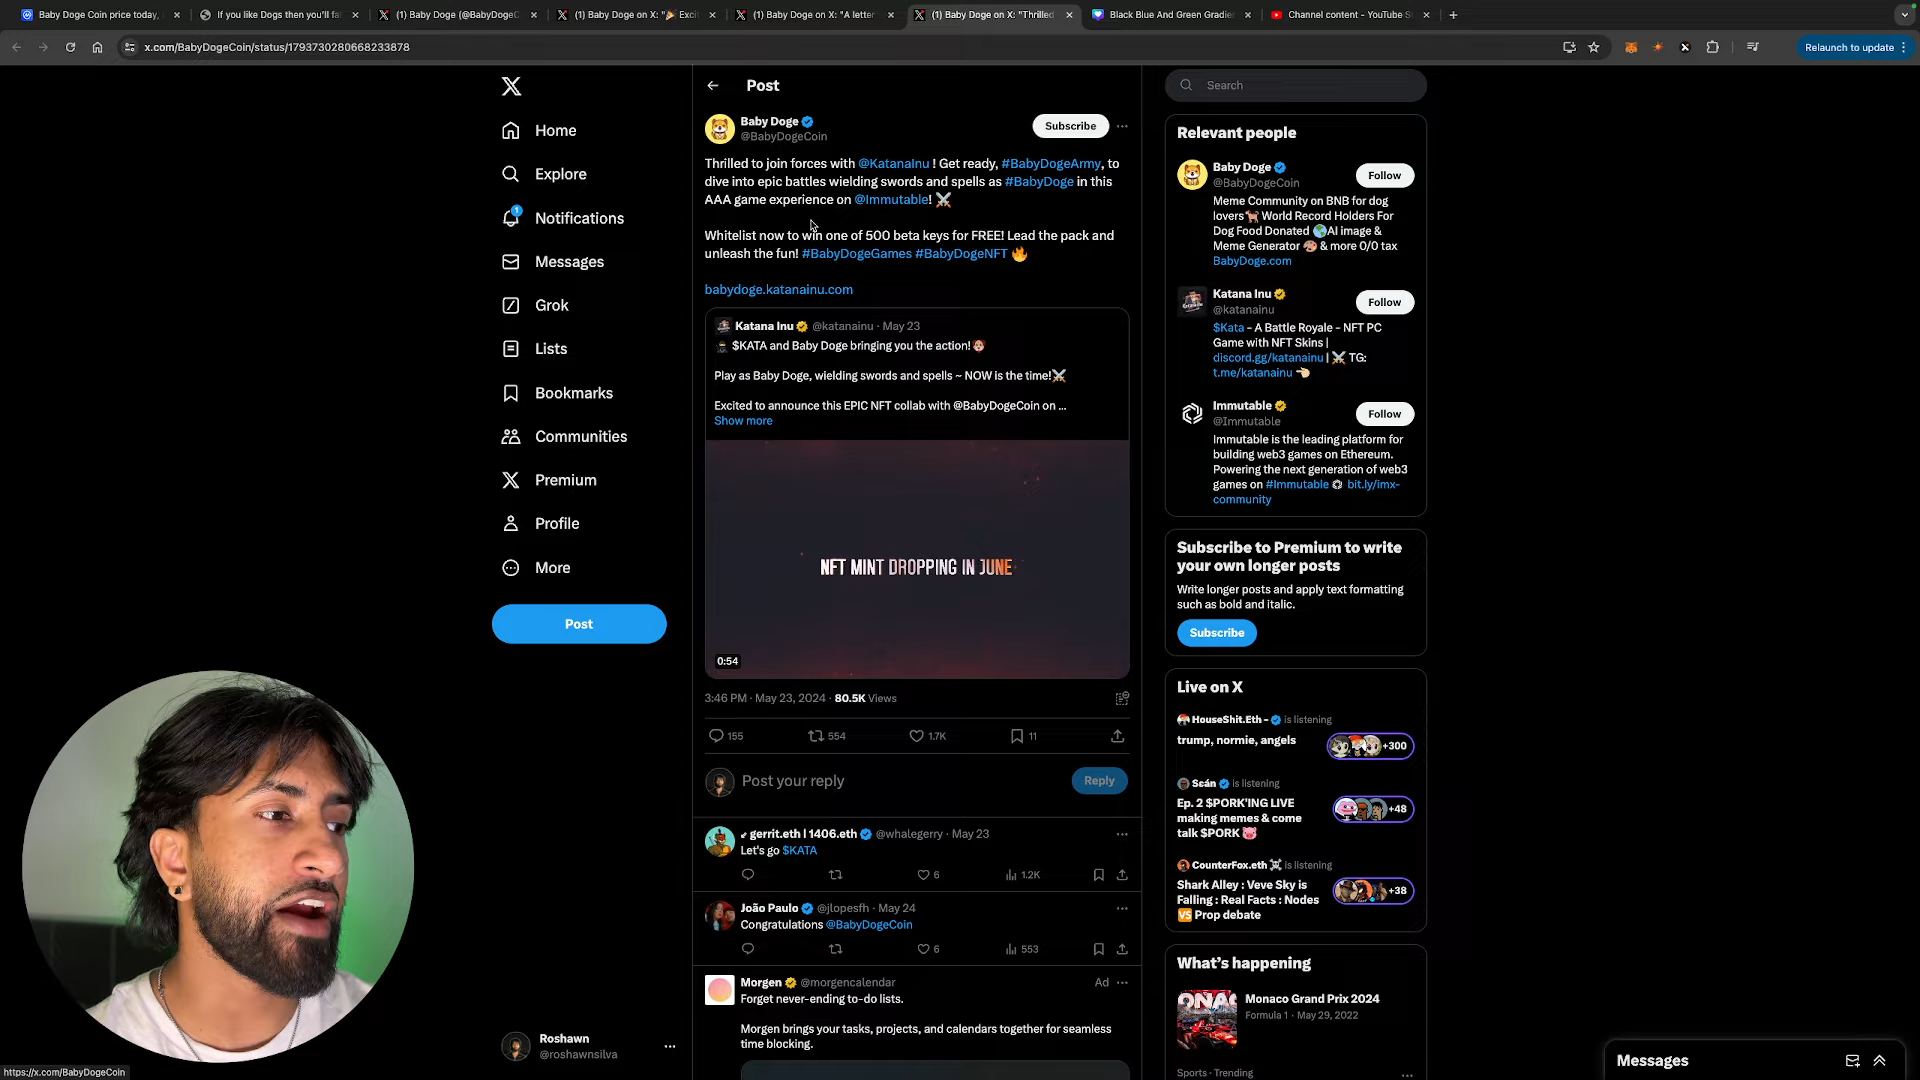 Baby Doge Coin price today,
If you like Dogs then you'll fa
(1) Baby Doge (@BabyDogeC
(1) Baby Doge on X: "🎉 Exci
(1) Baby Doge on X: "A letter
(1) Baby Doge on X: "Thrilled
Black Blue And Green Gradie
Channel content - YouTube S
x.com/BabyDogeCoin/status/1793730280668233878
Relaunch to update
Home
Explore
Notifications
Messages
Grok
Lists
Bookmarks
Communities
Premium
Profile
More
Post
Roshawn
@roshawnsilva
https://x.com/BabyDogeCoin
Post
Baby Doge
@BabyDogeCoin
Subscribe
Thrilled to join forces with @KatanaInu ! Get ready, #BabyDogeArmy, to
dive into epic battles wielding swords and spells as #BabyDoge in this
AAA game experience on @Immutable! ⚔️
Whitelist now to win one of 500 beta keys for FREE! Lead the pack and
unleash the fun! #BabyDogeGames #BabyDogeNFT 🔥
babydoge.katanainu.com
Katana Inu @katanainu · May 23
🥷 $KATA and Baby Doge bringing you the action!🐶
Play as Baby Doge, wielding swords and spells ~ NOW is the time!⚔️
Excited to announce this EPIC NFT collab with @BabyDogeCoin on ...
Show more
NFT MINT DROPPING IN JUNE
0:54
3:46 PM · May 23, 2024 · 80.5K Views
155 554 1.7K 11
Post your reply
Reply
gerrit.eth | 1406.eth @whalegerry · May 23
Let's go $KATA
6 1.2K
João Paulo @jlopesfh · May 24
Congratulations @BabyDogeCoin
6 553
Morgen @morgencalendar Ad
Forget never-ending to-do lists.
Morgen brings your tasks, projects, and calendars together for seamless
time blocking.
Search
Relevant people
Baby Doge
@BabyDogeCoin
Follow
Meme Community on BNB for dog
lovers🐕 World Record Holders For
Dog Food Donated 🌎AI image &
Meme Generator 🎨 & more 0/0 tax
BabyDoge.com
Katana Inu
@katanainu
Follow
$Kata - A Battle Royale - NFT PC
Game with NFT Skins |
discord.gg/katanainu | ⚔️ TG:
t.me/katanainu 👈🏻
Immutable
@Immutable
Follow
Immutable is the leading platform for
building web3 games on Ethereum.
Powering the next generation of web3
games on #Immutable bit.ly/imx-
community
Subscribe to Premium to write
your own longer posts
Write longer posts and apply text formatting
such as bold and italic.
Subscribe
Live on X
HouseShit.Eth - is listening
trump, normie, angels
+300
Scán is listening
Ep. 2 $PORK'ING LIVE
making memes & come
talk $PORK 🐷
+48
CounterFox.eth is listening
Shark Alley : Veve Sky is
Falling : Real Facts : Nodes
🆚 Prop debate
+38
What's happening
Monaco Grand Prix 2024
Formula 1 · May 29, 2022
Sports · Trending
Messages